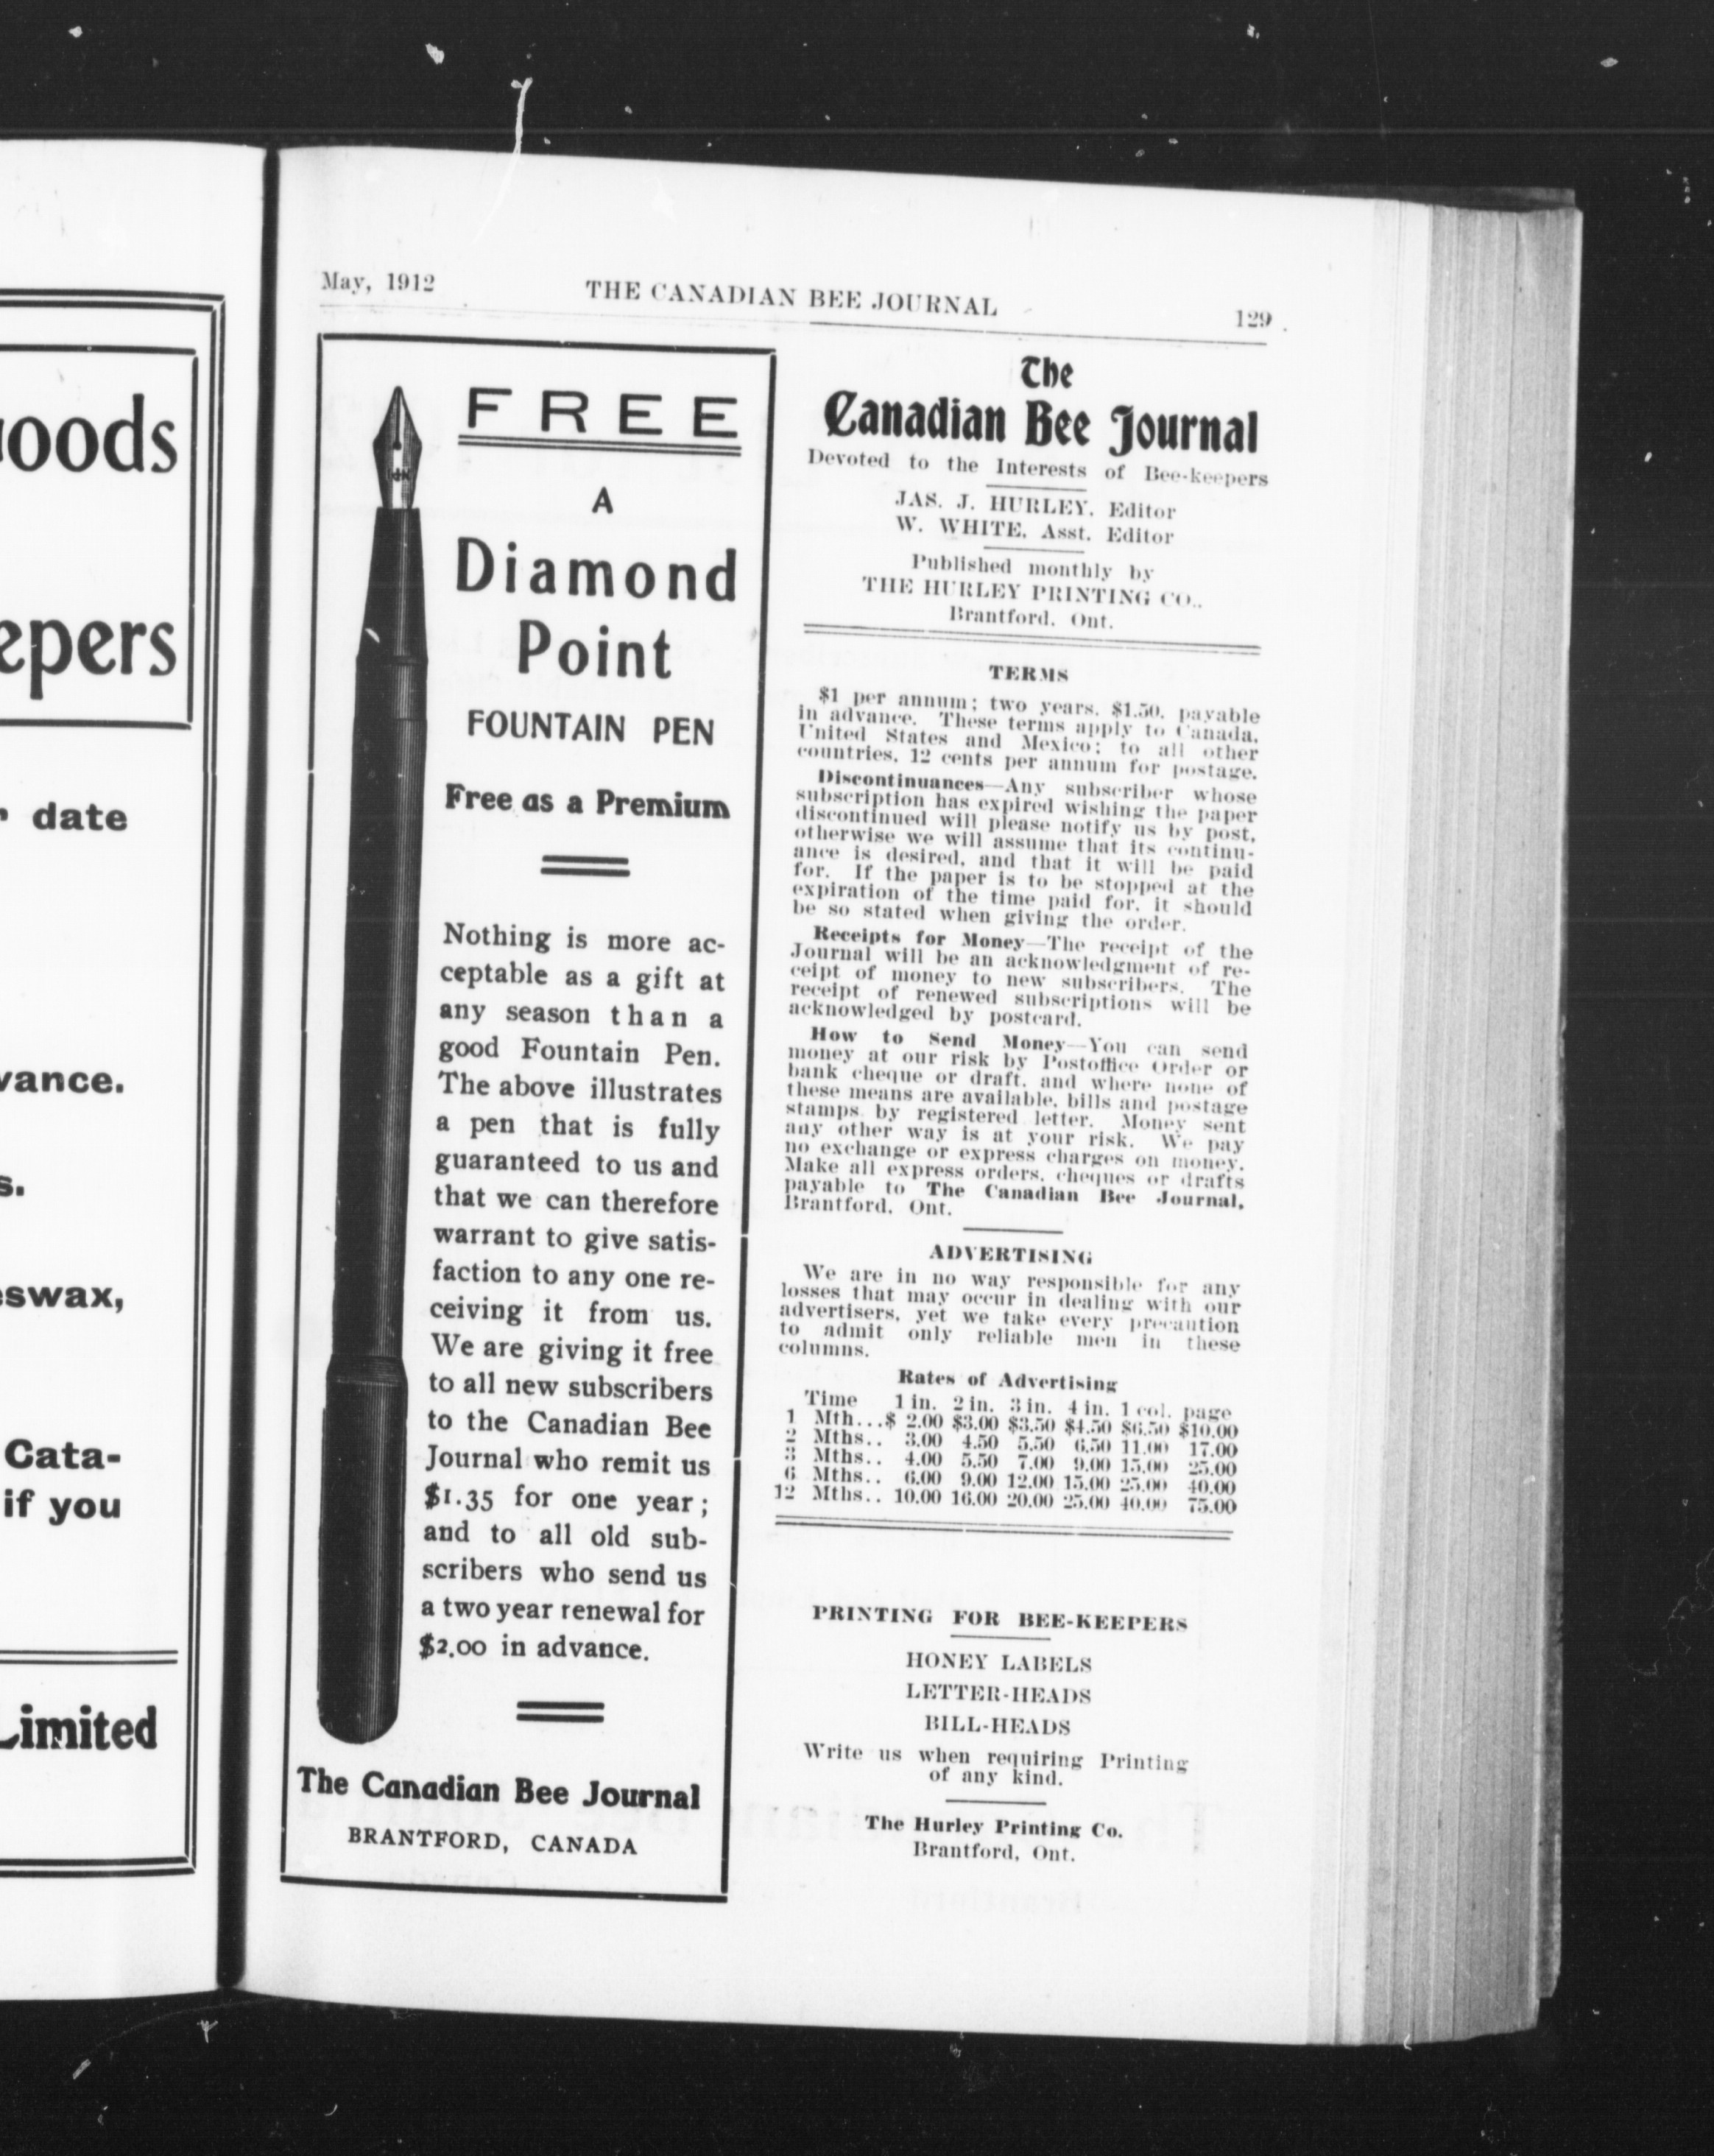 oods
epers
date
vance.
s.
eswax,
Cata-
if you
Limited
May, 1912
THE CANADIAN BEE JOURNAL
129
FREE
A
Diamond
Point
FOUNTAIN PEN
Free as a Premium
Nothing is more ac-
ceptable as a gift at
any season than a
good Fountain Pen.
The above illustrates
a pen that is fully
guaranteed to us and
that we can therefore
warrant to give satis-
faction to any one re-
ceiving it from us.
We are giving it free
to all new subscribers
to the Canadian Bee
Journal who remit us
$1.35 for one year;
and to all old sub-
scribers who send us
a two year renewal for
$2.00 in advance.
The Canadian Bee Journal
BRANTFORD, CANADA
The
Canadian Bee Journal
Devoted to the Interests of Bee-keepers
JAS. J. HURLEY, Editor
W. WHITE, Asst. Editor
Published monthly by
THE HURLEY PRINTING CO.,
Brantford, Ont.
TERMS
$1 per annum; two years, $1.50, payable
in advance. These terms apply to Canada,
United States and Mexico; to all other
countries, 12 cents per annum for postage.
Discontinuances—Any subscriber whose
subscription has expired wishing the paper
discontinued will please notify us by post,
otherwise we will assume that its continu-
ance is desired, and that it will be paid
for. If the paper is to be stopped at the
expiration of the time paid for, it should
be so stated when giving the order.
Receipts for Money—The receipt of the
Journal will be an acknowledgment of re-
ceipt of money to new subscribers. The
receipt of renewed subscriptions will be
acknowledged by postcard.
How to Send Money—You can send
money at our risk by Postoffice Order or
bank cheque or draft, and where none of
these means are available, bills and postage
stamps by registered letter. Money sent
any other way is at your risk. We pay
no exchange or express charges on money.
Make all express orders, cheques or drafts
payable to The Canadian Bee Journal,
Brantford, Ont.
ADVERTISING
We are in no way responsible for any
losses that may occur in dealing with our
advertisers, yet we take every precaution
to admit only reliable men in these
columns.
Rates of Advertising
Time 1 in. 2 in. 3 in. 4 in. 1 col. page
1 Mth...$ 2.00 $3.00 $3.50 $4.50 $6.50 $10.00
2 Mths.. 3.00 4.50 5.50 6.50 11.00 17.00
3 Mths.. 4.00 5.50 7.00 9.00 15.00 25.00
6 Mths.. 6.00 9.00 12.00 15.00 25.00 40.00
12 Mths.. 10.00 16.00 20.00 25.00 40.00 75.00
PRINTING FOR BEE-KEEPERS
HONEY LABELS
LETTER-HEADS
BILL-HEADS
Write us when requiring Printing
of any kind.
The Hurley Printing Co.
Brantford, Ont.